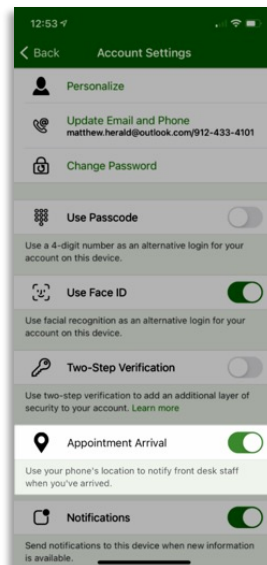 12:53
Back Account Settings
Personalize
Update Email and Phone
matthew.herald@outlook.com/912-433-4101
Change Password
Use Passcode
Use a 4-digit number as an alternative login for your
account on this device.
Use Face ID
Use facial recognition as an alternative login for your
account on this device.
Two-Step Verification
Use two-step verification to add an additional layer of
security to your account. Learn more
Appointment Arrival
Use your phone's location to notify front desk staff
when you've arrived.
Notifications
Send notifications to this device when new information
is available.